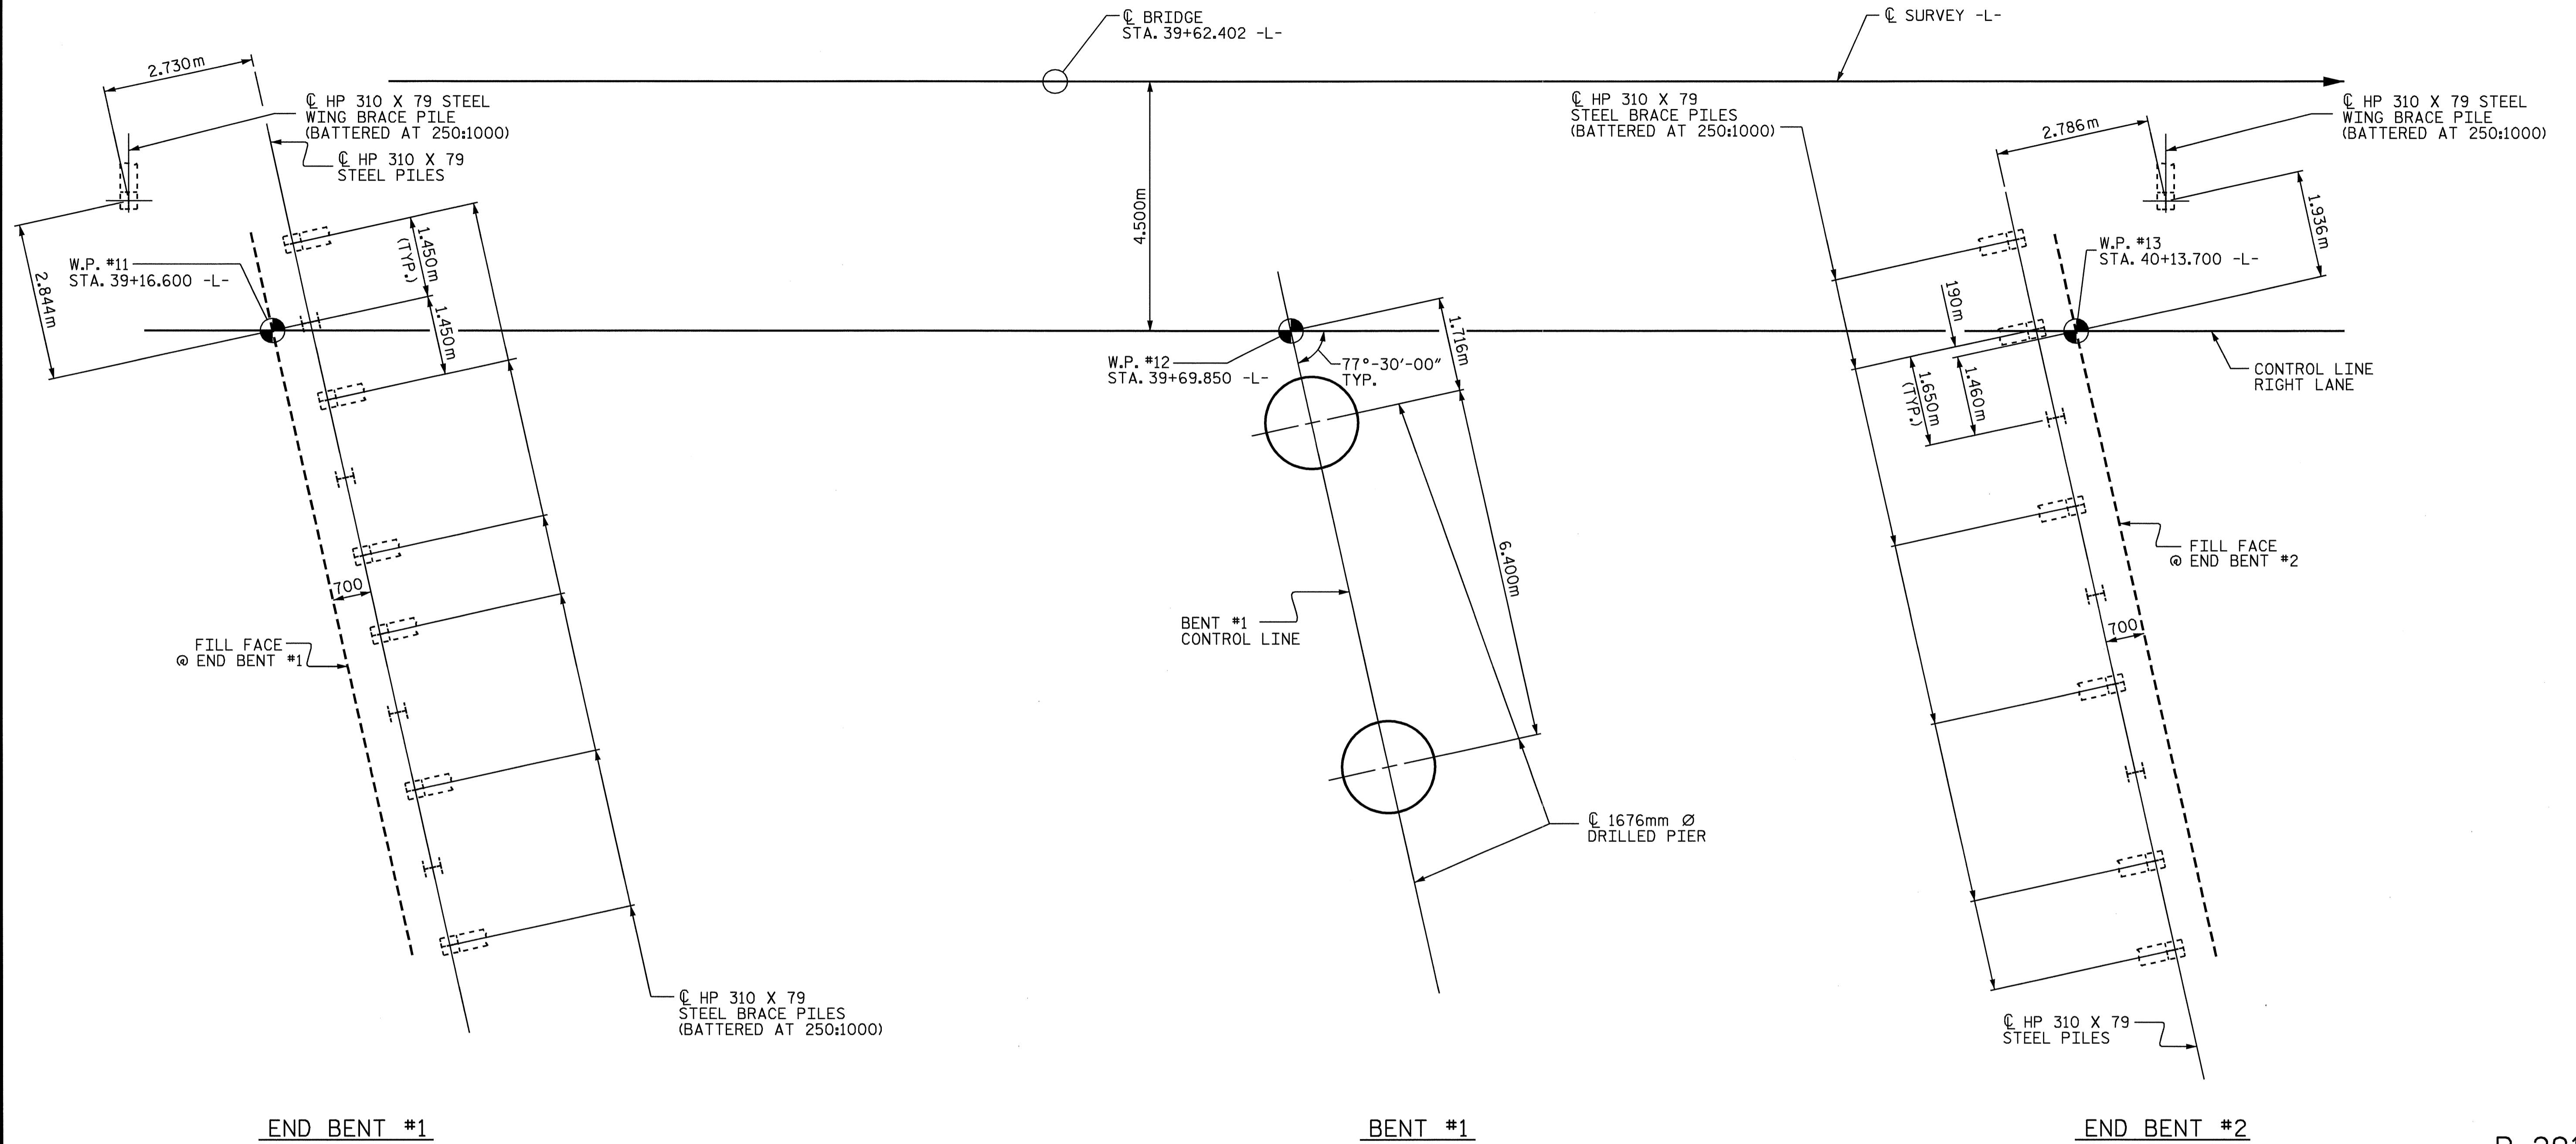 ℄ BRIDGE
STA. 39+62.402 -L-
℄ SURVEY -L-
2.730m
℄ HP 310 X 79 STEEL
WING BRACE PILE
(BATTERED AT 250:1000)
℄ HP 310 X 79
STEEL PILES
W.P. #11
STA. 39+16.600 -L-
2.844m
1.450m
(TYP.)
1.450m
700
FILL FACE
@ END BENT #1
℄ HP 310 X 79
STEEL BRACE PILES
(BATTERED AT 250:1000)
END BENT #1
4.500m
W.P. #12
STA. 39+69.850 -L-
77°-30'-00"
TYP.
1.716m
6.400m
BENT #1
CONTROL LINE
℄ 1676mm Ø
DRILLED PIER
BENT #1
℄ HP 310 X 79
STEEL BRACE PILES
(BATTERED AT 250:1000)
2.786m
℄ HP 310 X 79 STEEL
WING BRACE PILE
(BATTERED AT 250:1000)
1.936m
W.P. #13
STA. 40+13.700 -L-
190m
1.650m
(TYP.)
1.460m
CONTROL LINE
RIGHT LANE
FILL FACE
@ END BENT #2
700
℄ HP 310 X 79
STEEL PILES
END BENT #2